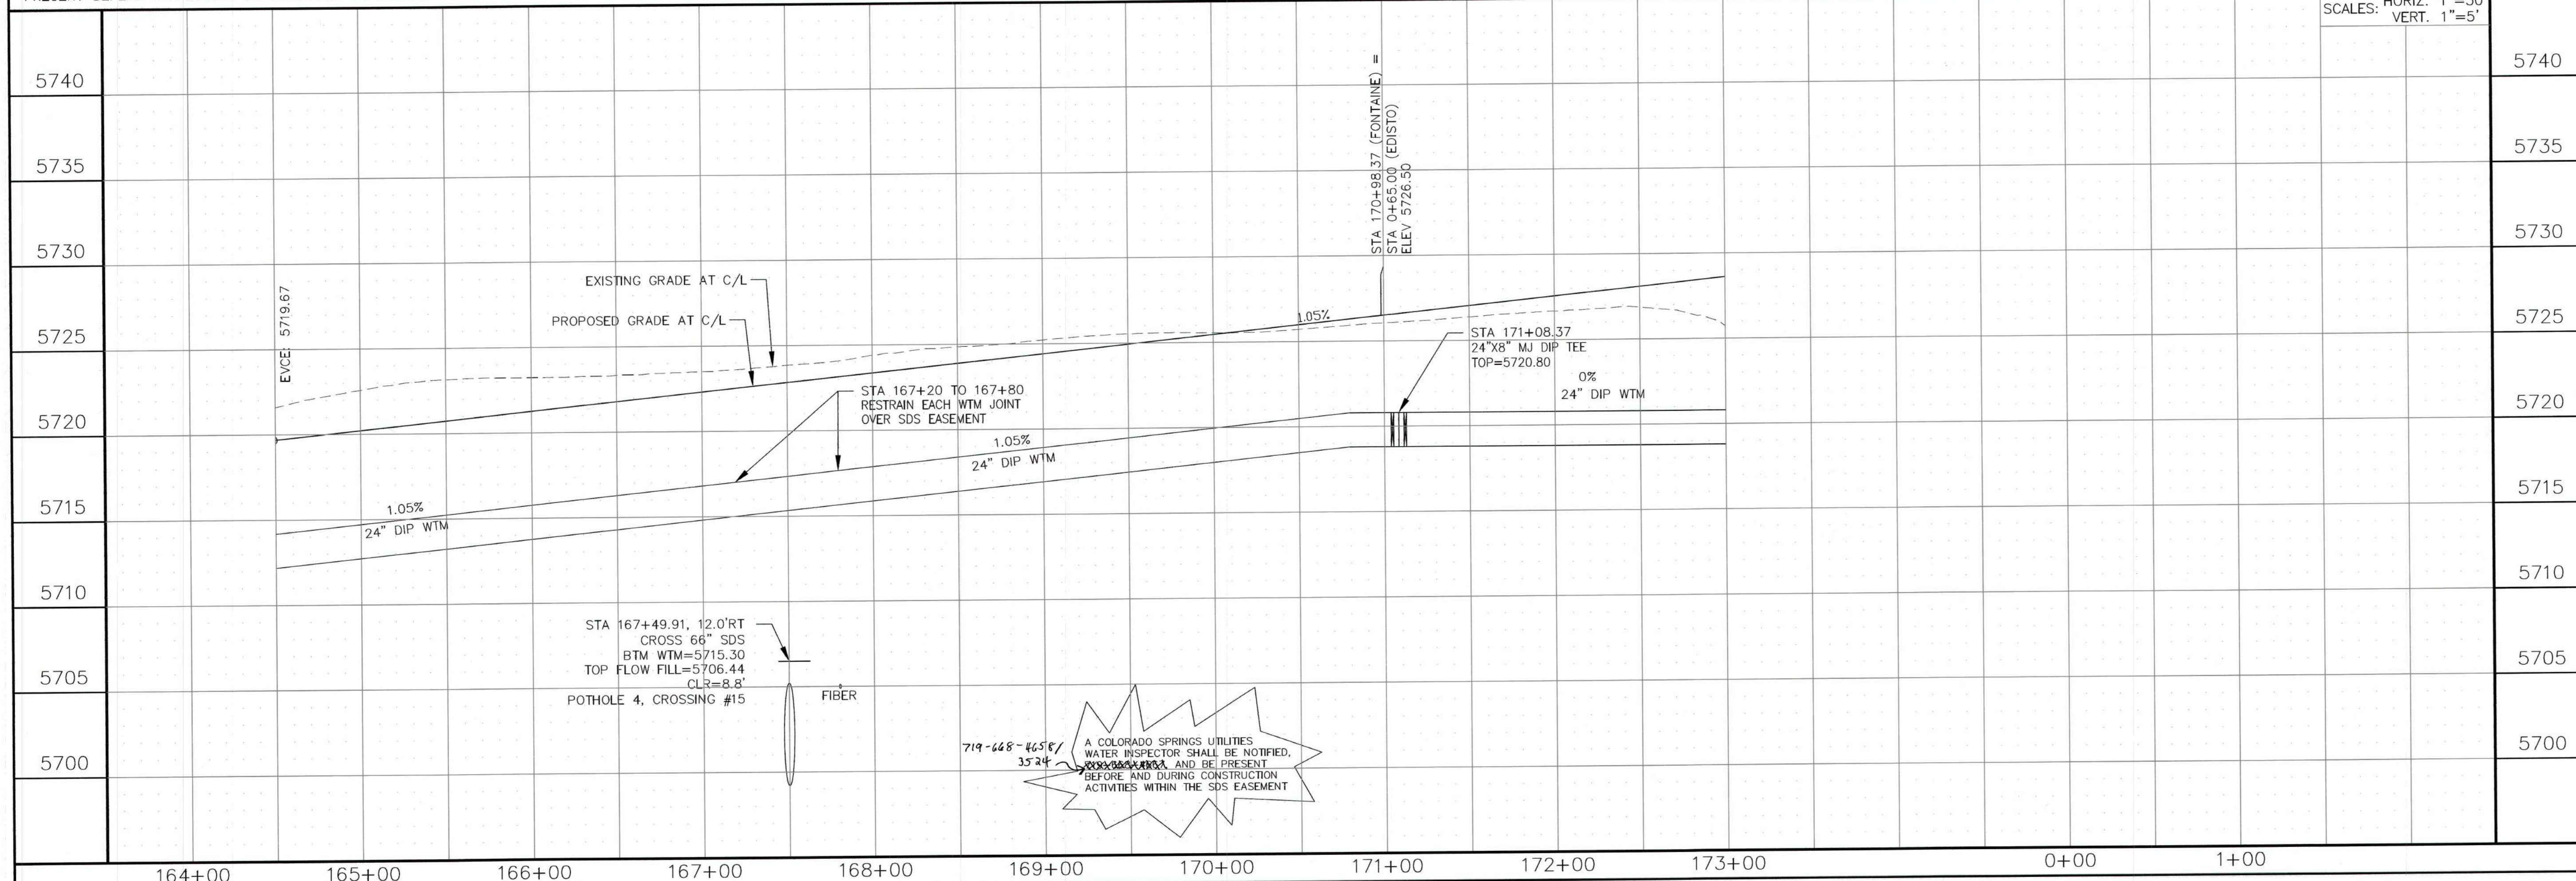 SCALES: HORIZ. 1"=50'
VERT. 1"=5'
5740
5735
5730
5725
5720
5715
5710
5705
5700
5740
5735
5730
5725
5720
5715
5710
5705
5700
EVCE: 5719.67
EXISTING GRADE AT C/L
PROPOSED GRADE AT C/L
STA 170+98.37 (FONTAINE) =
STA 0+65.00 (EDISTO)
ELEV 5726.50
1.05%
STA 171+08.37
24"X8" MJ DIP TEE
TOP=5720.80
0%
24" DIP WTM
STA 167+20 TO 167+80
RESTRAIN EACH WTM JOINT
OVER SDS EASEMENT
1.05%
24" DIP WTM
1.05%
24" DIP WTM
STA 167+49.91, 12.0'RT
CROSS 66" SDS
BTM WTM=5715.30
TOP FLOW FILL=5706.44
CLR=8.8'
POTHOLE 4, CROSSING #15
FIBER
719-668-4658/
3524
A COLORADO SPRINGS UTILITIES
WATER INSPECTOR SHALL BE NOTIFIED,
AND BE PRESENT
BEFORE AND DURING CONSTRUCTION
ACTIVITIES WITHIN THE SDS EASEMENT
164+00
165+00
166+00
167+00
168+00
169+00
170+00
171+00
172+00
173+00
0+00
1+00